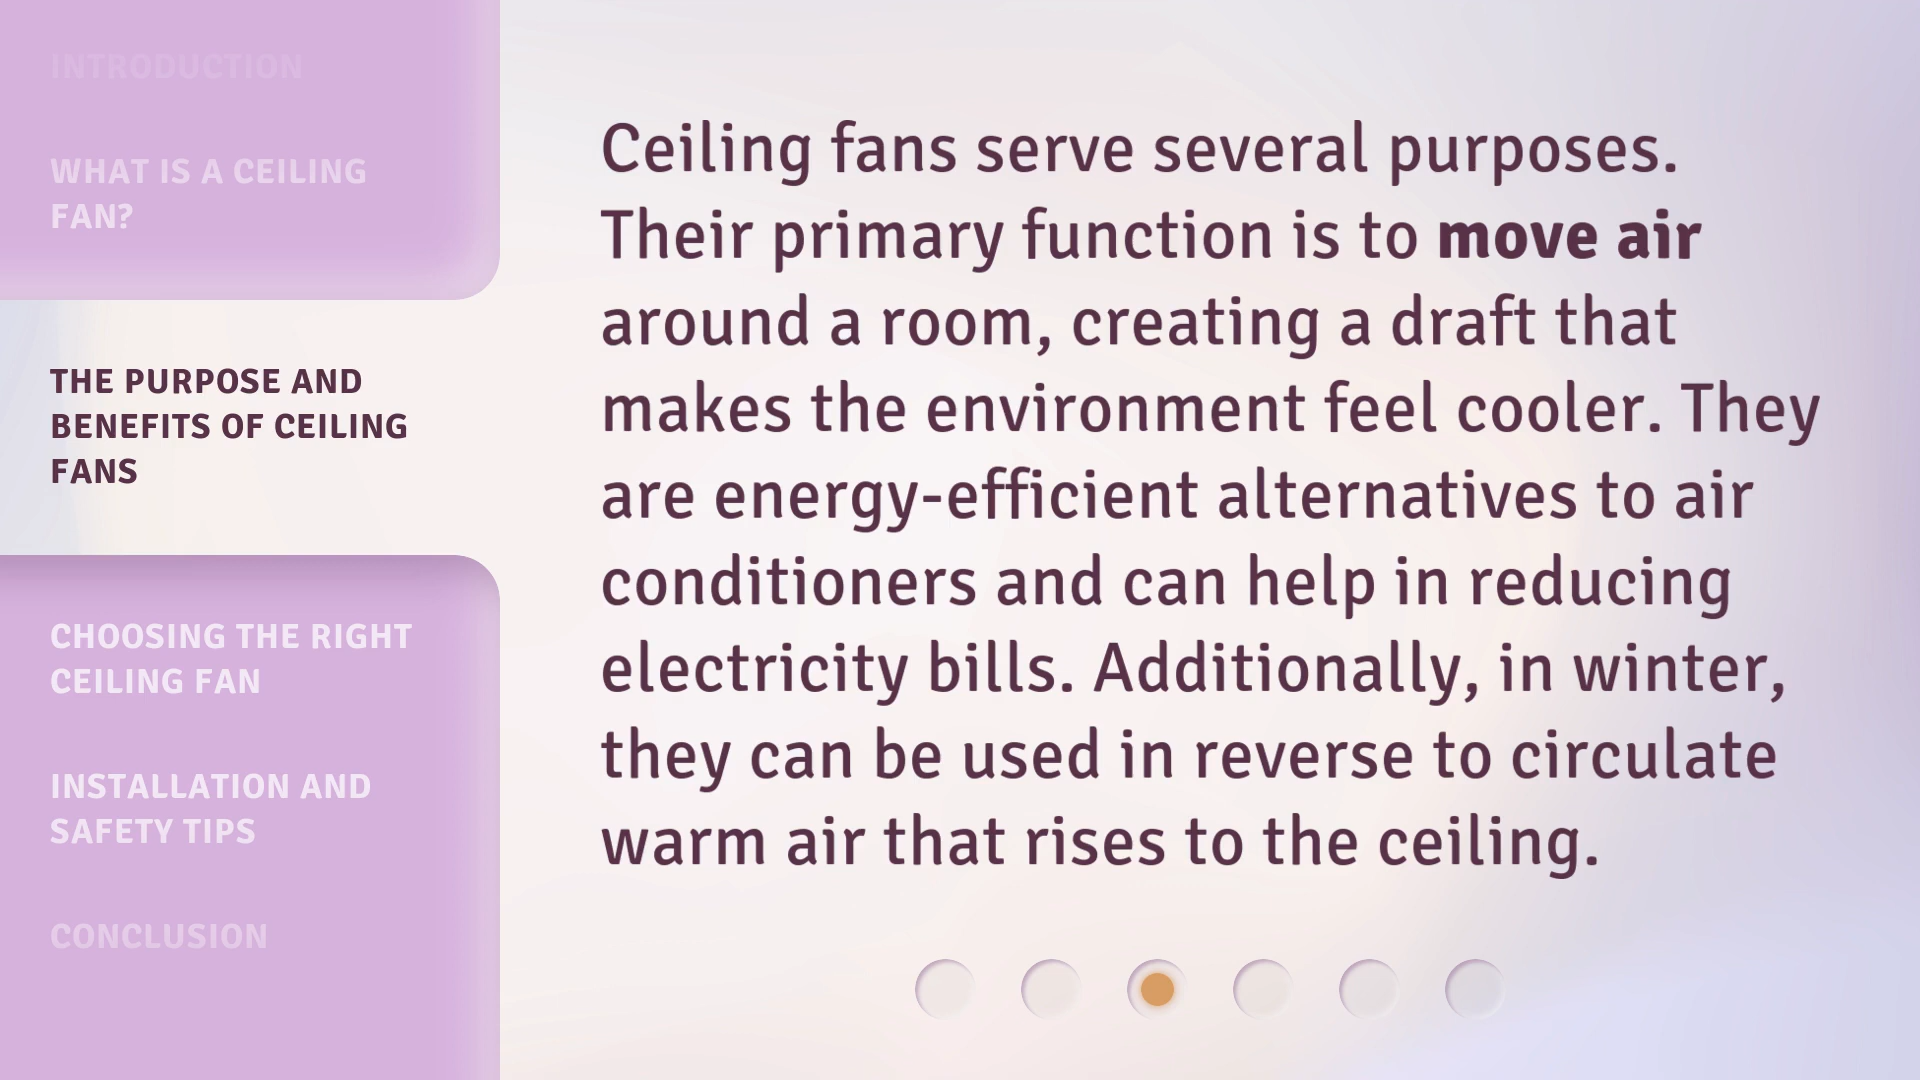 INTRODUCTION
WHAT IS A CEILING
FAN?
THE PURPOSE AND
BENEFITS OF CEILING
FANS
CHOOSING THE RIGHT
CEILING FAN
INSTALLATION AND
SAFETY TIPS
CONCLUSION
Ceiling fans serve several purposes.
Their primary function is to move air
around a room, creating a draft that
makes the environment feel cooler. They
are energy-efficient alternatives to air
conditioners and can help in reducing
electricity bills. Additionally, in winter,
they can be used in reverse to circulate
warm air that rises to the ceiling.